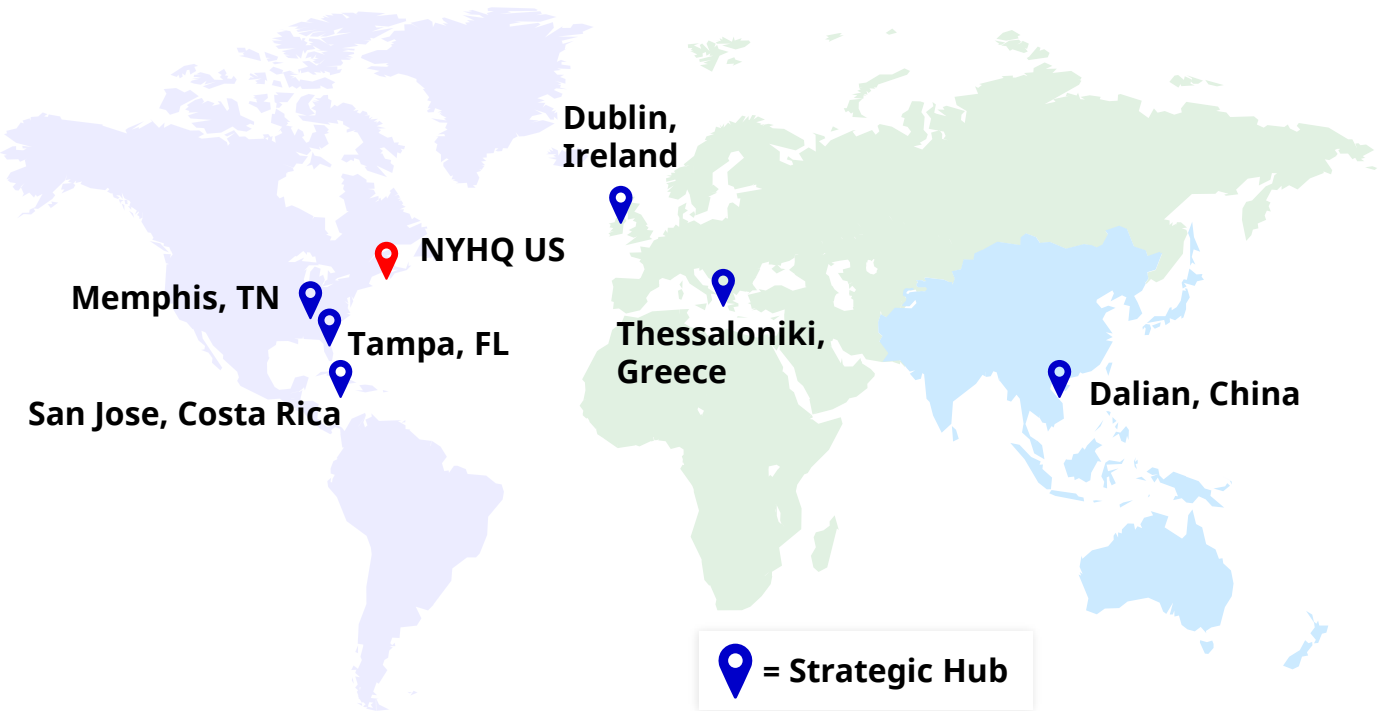 Dublin,
Ireland
NYHQ US
Memphis, TN
Tampa, FL
Thessaloniki,
Greece
Dalian, China
San Jose, Costa Rica
= Strategic Hub